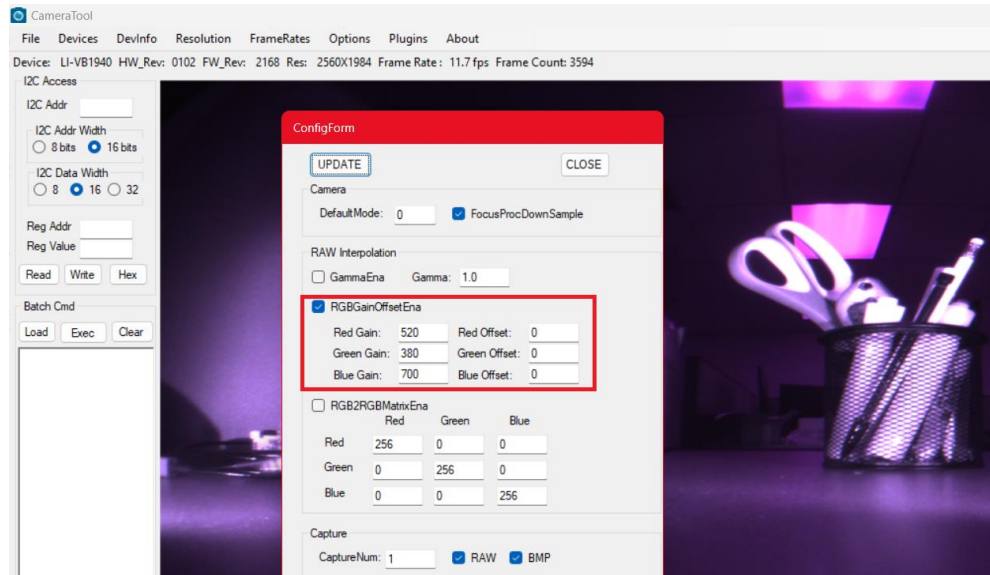 CameraTool
File Devices DevInfo Resolution FrameRates Options Plugins About
Device: LI-VB1940 HW_Rev: 0102 FW_Rev: 2168 Res: 2560X1984 Frame Rate : 11.7 fps Frame Count: 3594
I2C Access
I2C Addr
I2C Addr Width
8 bits 16 bits
I2C Data Width
8 16 32
Reg Addr
Reg Value
Read Write Hex
Batch Cmd
Load Exec Clear
ConfigForm
UPDATE CLOSE
Camera
DefaultMode: 0 FocusProcDownSample
RAW Interpolation
GammaEna Gamma: 1.0
RGBGainOffsetEna
Red Gain: 520 Red Offset: 0
Green Gain: 380 Green Offset: 0
Blue Gain: 700 Blue Offset: 0
RGB2RGBMatrixEna
Red Green Blue
Red 256 0 0
Green 0 256 0
Blue 0 0 256
Capture
CaptureNum: 1 RAW BMP